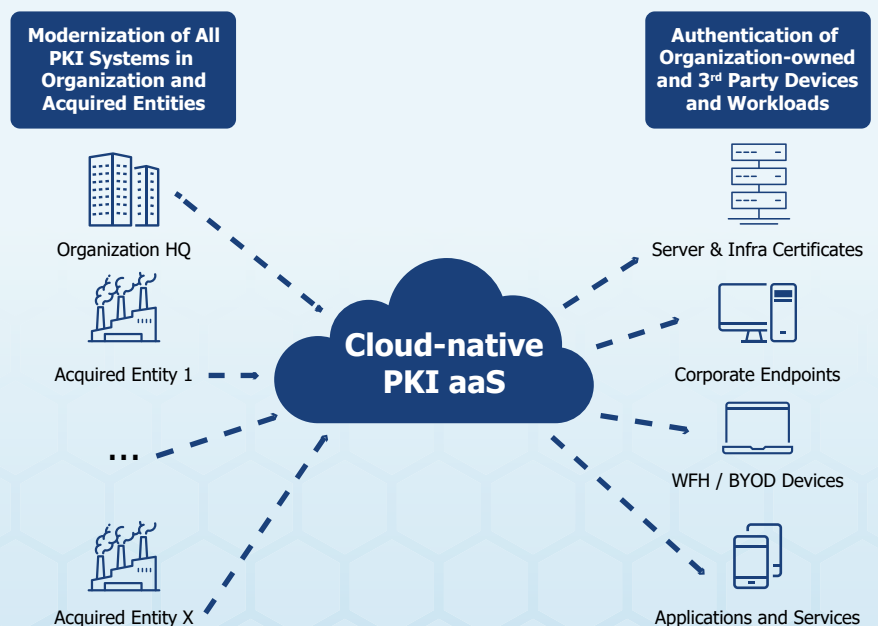 Modernization of All
PKI Systems in
Organization and
Acquired Entities
Organization HQ
Acquired Entity 1
...
Acquired Entity X
Cloud-native
PKI aaS
Authentication of
Organization-owned
and 3rd Party Devices
and Workloads
Server & Infra Certificates
Corporate Endpoints
WFH / BYOD Devices
Applications and Services